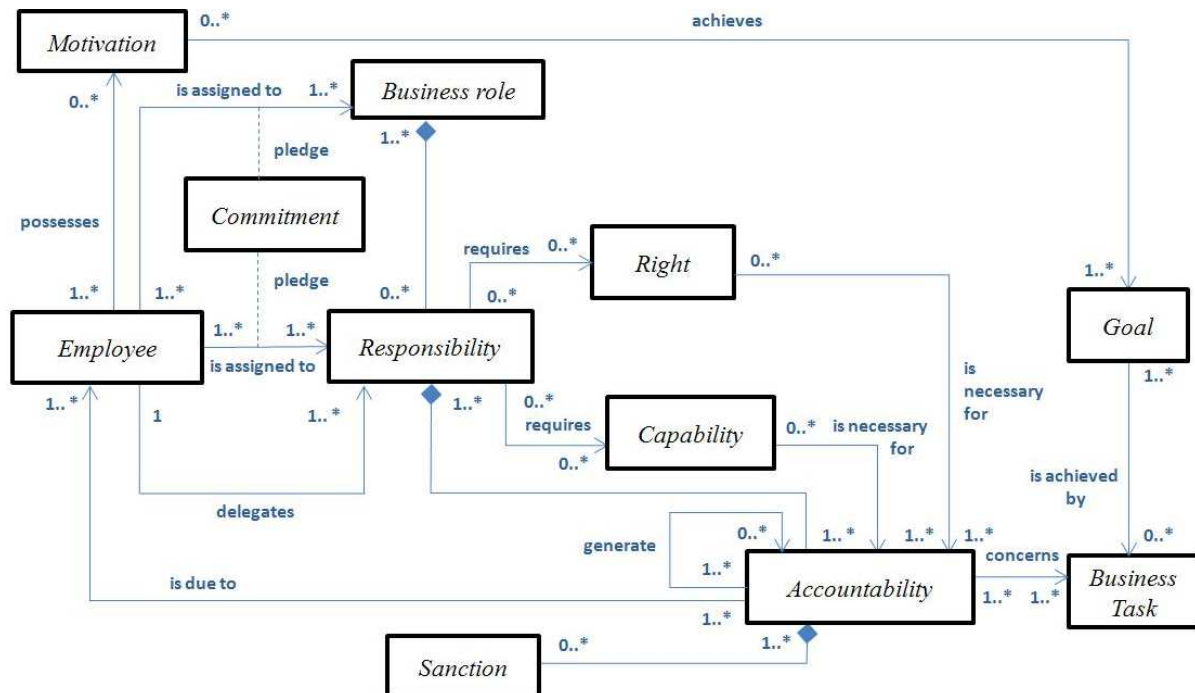 0..*
achieves
Motivation
0..*
is assigned to
1..*
Business role
1..*
pledge
Commitment
possesses
requires
0..*
Right
0..*
pledge
1..*
1..*
0..*
0..*
1..*
Employee
1..*
1..*
is assigned to
Responsibility
Goal
1..*
1..*
1
1..*
1..*
0..*
requires
0..*
Capability
0..*
is necessary
for
is
necessary
for
is achieved
by
delegates
generate
0..*
1..*
1..*
1..*
1..*
0..*
concerns
is due to
1..*
Accountability
1..*
1..*
Business
Task
1..*
0..*
1..*
Sanction